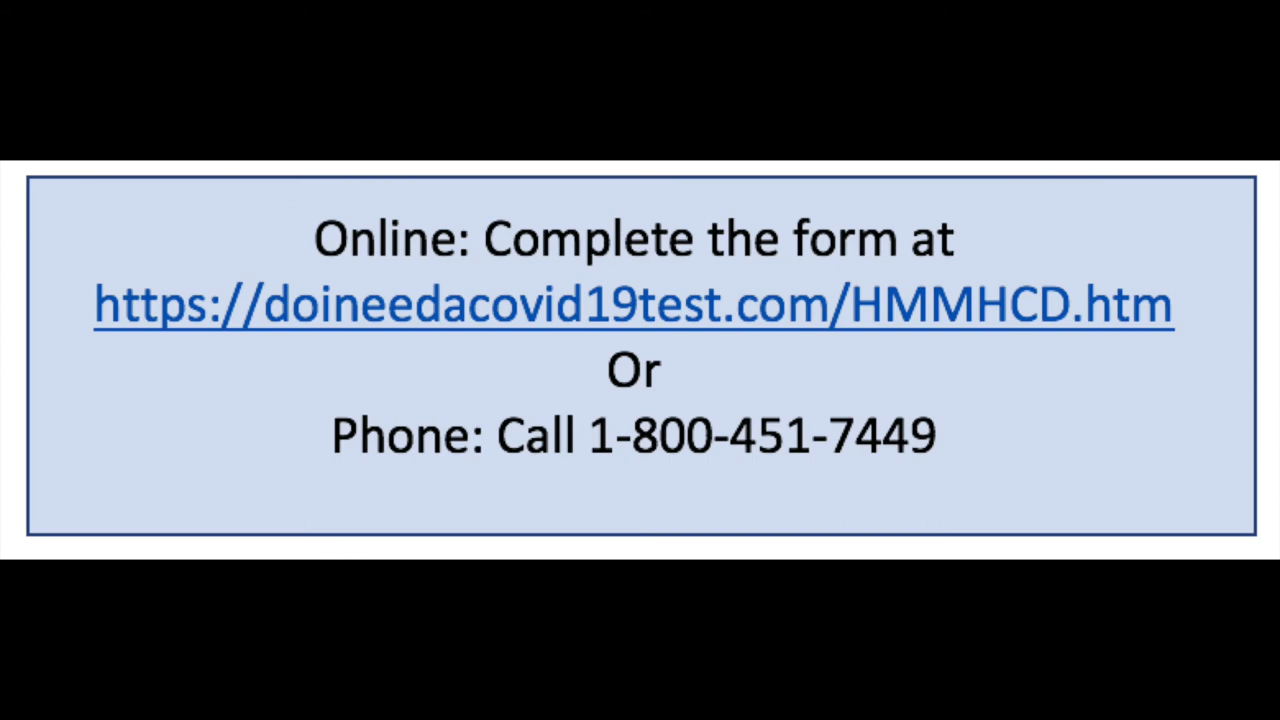 Online: Complete the form at
https://doineedacovid19test.com/HMMHCD.htm
Or
Phone: Call 1-800-451-7449